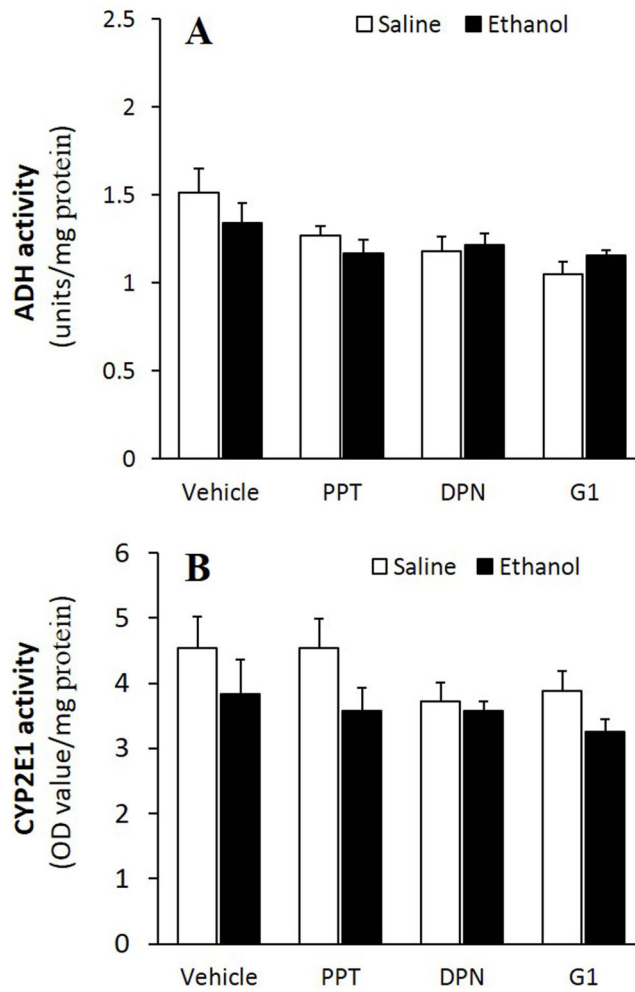 A
Saline Ethanol
2.5
2
1.5
1
0.5
0
ADH activity
(units/mg protein)
Vehicle PPT DPN G1
B
Saline Ethanol
6
5
4
3
2
1
0
CYP2E1 activity
(OD value/mg protein)
Vehicle PPT DPN G1